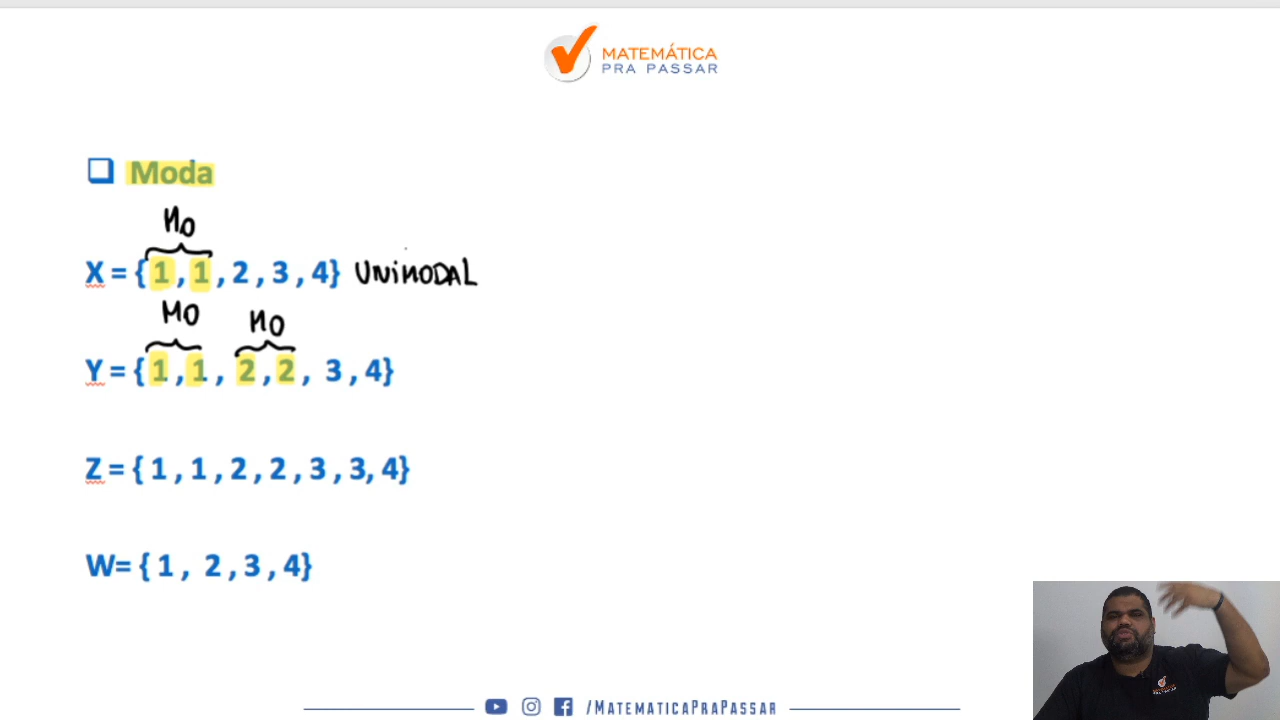 MATEMÁTICA
PRA PASSAR
Moda
MO
X = { 1 , 1 , 2 , 3 , 4} UNIMODAL
MO MO
Y = { 1 , 1 , 2 , 2 , 3 , 4}
Z = { 1 , 1 , 2 , 2 , 3 , 3, 4}
W= { 1 , 2 , 3 , 4}
/MATEMATICAPRAPASSAR